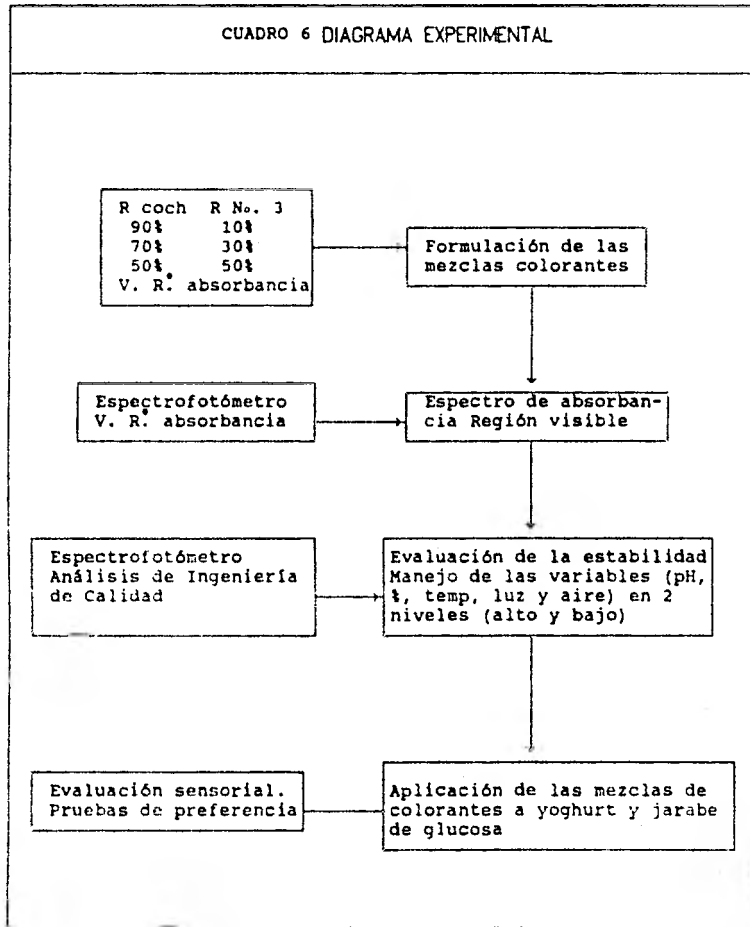 CUADRO 6 DIAGRAMA EXPERIMENTAL
R coch R No. 3
90% 10%
70% 30%
50% 50%
V. R.* absorbancia
Formulación de las
mezclas colorantes
Espectrofotómetro
V. R.* absorbancia
Espectro de absorban-
cia Región visible
Espectrofotómetro
Análisis de Ingeniería
de Calidad
Evaluación de la estabilidad
Manejo de las variables (pH,
%, temp, luz y aire) en 2
niveles (alto y bajo)
Evaluación sensorial.
Pruebas de preferencia
Aplicación de las mezclas de
colorantes a yoghurt y jarabe
de glucosa